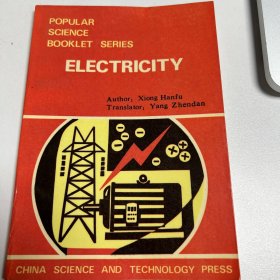 POPULAR
SCIENCE
BOOKLET SERIES
ELECTRICITY
Author, Xiong Hanfu
Translator, Yang Zhendan
CHINA SCIENCE AND TECHNOLOGY PRESS